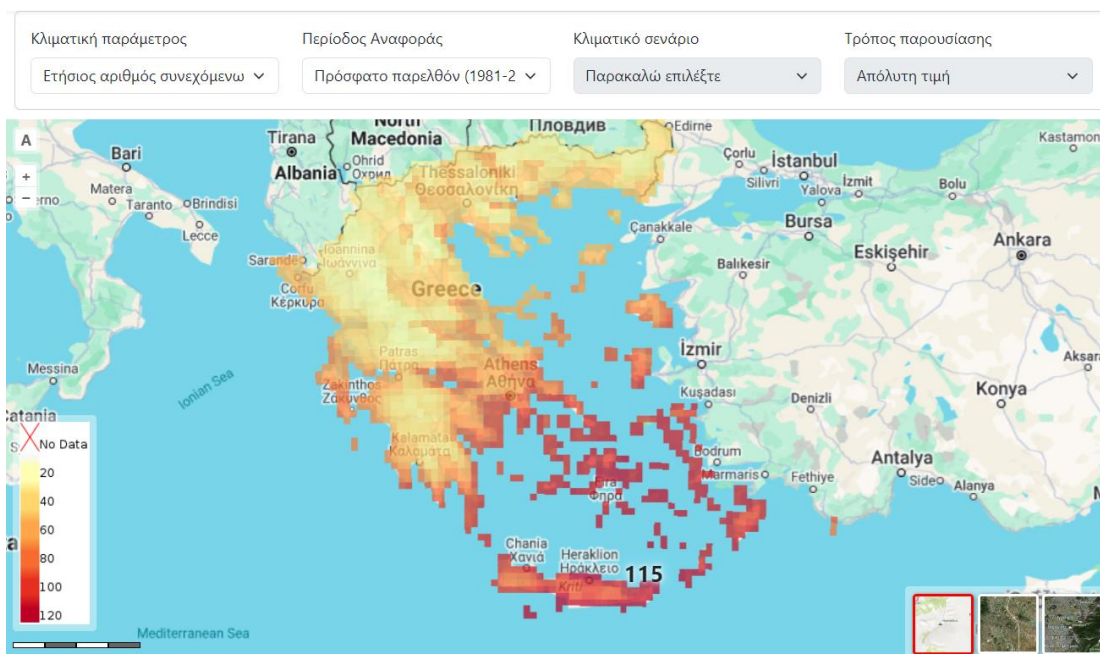 Κλιματική παράμετρος
Περίοδος Αναφοράς
Κλιματικό σενάριο
Τρόπος παρουσίασης
Ετήσιος αριθμός συνεχόμενω
Πρόσφατο παρελθόν (1981-2
Παρακαλώ επιλέξτε
Απόλυτη τιμή
A
+
−
Bari
Matera
Taranto
Brindisi
Lecce
Tirana
Albania
North
Macedonia
Ohrid
Охрид
Пловдив
Edirne
Kastamon
Thessaloniki
Θεσσαλονίκη
Çorlu
İstanbul
Silivri
Yalova
İzmit
Bolu
Bursa
Çanakkale
Ankara
Eskişehir
Balıkesir
Ioannina
Ιωάννινα
Corfu
Κέρκυρα
Greece
İzmir
Messina
Ionian Sea
Patras
Πάτρα
Athens
Αθήνα
Zakinthos
Ζάκυνθος
Kuşadası
Denizli
Konya
Aksar
Catania
Kalamata
Καλαμάτα
Bodrum
Marmaris
Fethiye
Antalya
Side
Alanya
Φηρά
Chania
Χανιά
Heraklion
Ηράκλειο
115
Kriti
Mediterranean Sea
No Data
20
40
60
80
100
120